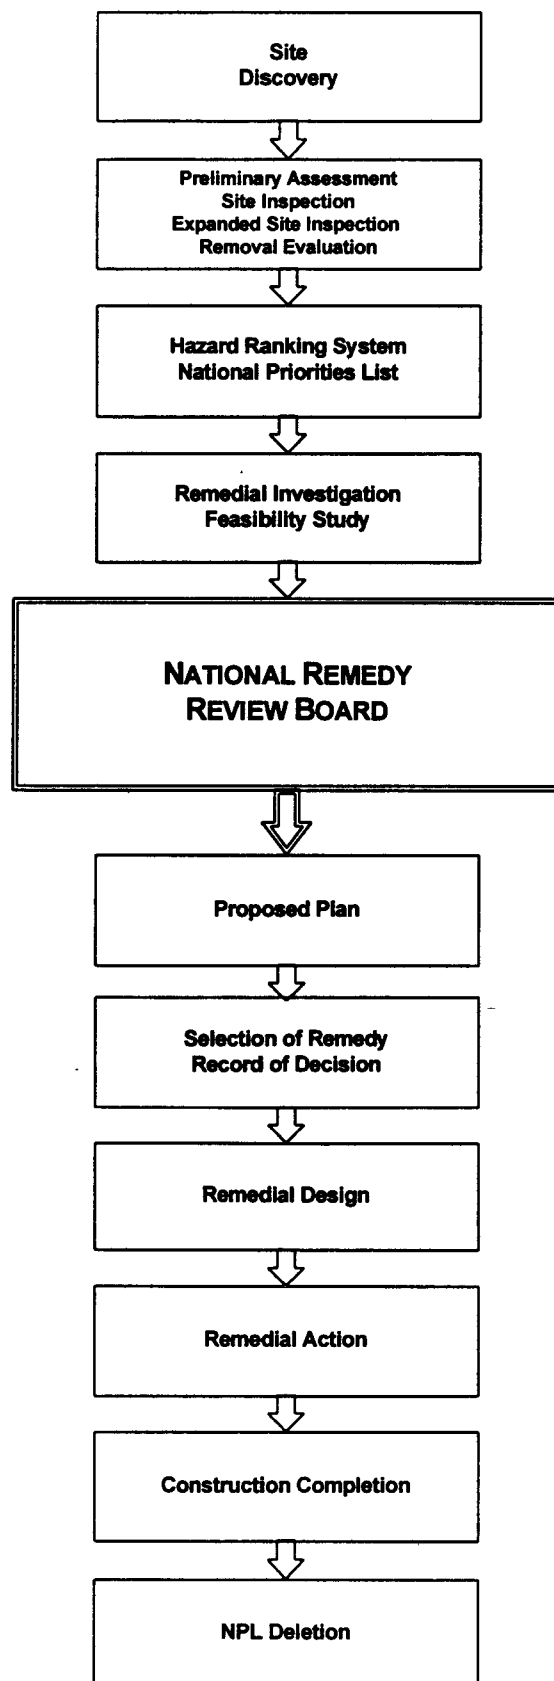 Site
Discovery
Preliminary Assessment
Site Inspection
Expanded Site Inspection
Removal Evaluation
Hazard Ranking System
National Priorities List
Remedial Investigation
Feasibility Study
NATIONAL REMEDY
REVIEW BOARD
Proposed Plan
Selection of Remedy
Record of Decision
Remedial Design
Remedial Action
Construction Completion
NPL Deletion